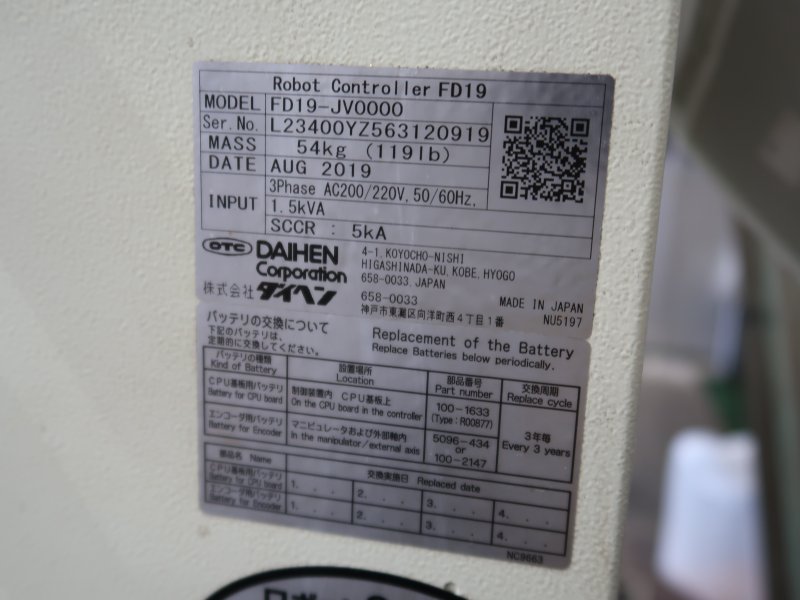 Robot Controller FD19
MODEL FD19-JV0000
Ser.No. L23400YZ563120919
MASS 54kg (119lb)
DATE AUG 2019
INPUT 3Phase AC200/220V,50/60Hz,
1.5kVA
SCCR : 5kA
OTC DAIHEN Corporation
株式会社 ダイヘン
4-1,KOYOCHO-NISHI
HIGASHINADA-KU,KOBE,HYOGO
658-0033,JAPAN
658-0033
神戸市東灘区向洋町西4丁目1番
MADE IN JAPAN
NU5197
バッテリの交換について
下記のバッテリは、
定期的に交換してください。
Replacement of the Battery
Replace Batteries below periodically.
バッテリの種類 設置場所 部品番号 交換周期
Kind of Battery Location Part number Replace cycle
CPU基板用バッテリ 制御装置内 CPU基板上 100-1633 3年毎
Battery for CPU board On the CPU board in the controller (Type:R00877) Every 3 years
エンコーダ用バッテリ マニピュレータおよび外部軸内 5096-434
Battery for Encoder In the manipulator/external axis or
100-2147
部品名 Name 交換実施日 Replaced date
CPU基板用バッテリ
Battery for CPU board 1. . . . 2. . . . 3. . . . 4. . . .
エンコーダ用バッテリ
Battery for Encoder 1. . . . 2. . . . 3. . . . 4. . . .
NC9663